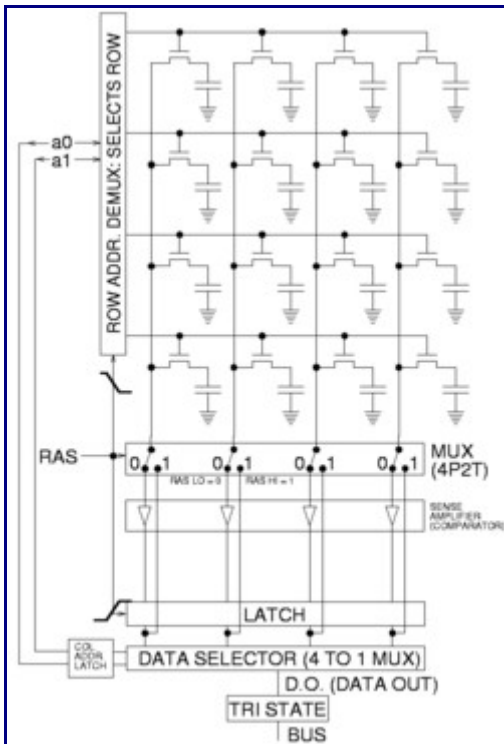 ROW ADDR. DEMUX: SELECTS ROW
a0
a1
RAS
0 1
0 1
0 1
0 1
MUX
(4P2T)
RAS LO = 0
RAS HI = 1
SENSE
AMPLIFIER
(COMPARATOR)
LATCH
COL.
ADDR.
LATCH
DATA SELECTOR (4 TO 1 MUX)
D.O. (DATA OUT)
TRI STATE
BUS